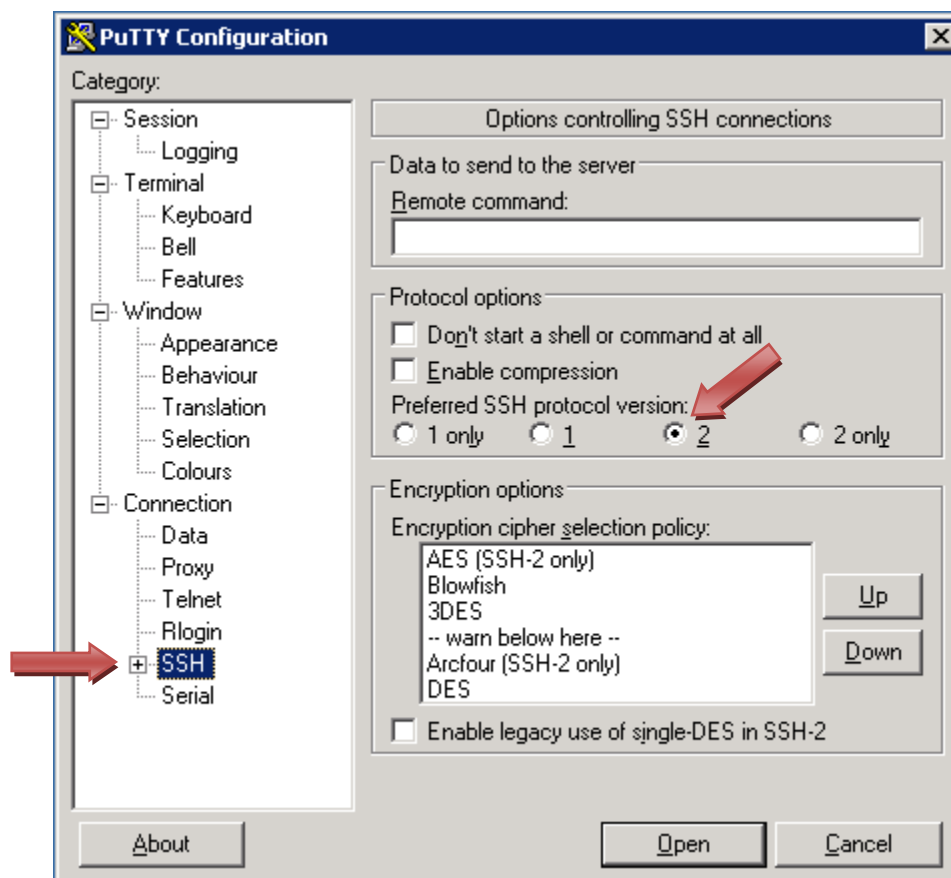 PuTTY Configuration
Category:
Session
Logging
Terminal
Keyboard
Bell
Features
Window
Appearance
Behaviour
Translation
Selection
Colours
Connection
Data
Proxy
Telnet
Rlogin
SSH
Serial
Options controlling SSH connections
Data to send to the server
Remote command:
Protocol options
Don't start a shell or command at all
Enable compression
Preferred SSH protocol version:
1 only 1 2 2 only
Encryption options
Encryption cipher selection policy:
AES (SSH-2 only)
Blowfish
3DES
-- warn below here --
Arcfour (SSH-2 only)
DES
Up
Down
Enable legacy use of single-DES in SSH-2
About Open Cancel